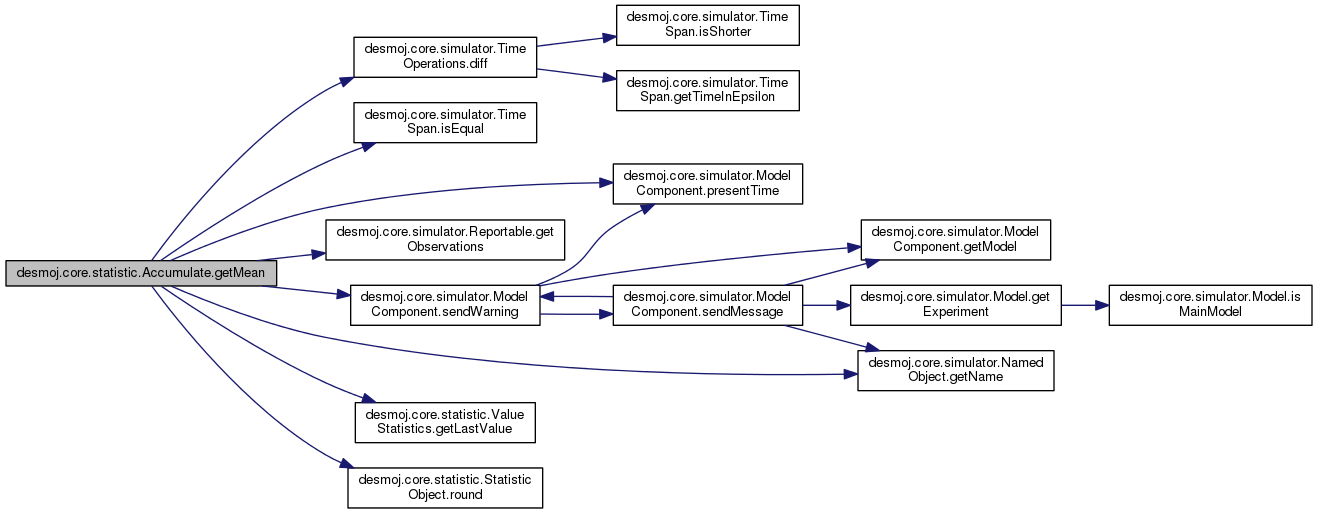 desmoj.core.simulator.Time
Span.isShorter
desmoj.core.simulator.Time
Operations.diff
desmoj.core.simulator.Time
Span.getTimeInEpsilon
desmoj.core.simulator.Time
Span.isEqual
desmoj.core.simulator.Model
Component.presentTime
desmoj.core.simulator.Reportable.get
Observations
desmoj.core.simulator.Model
Component.getModel
desmoj.core.statistic.Accumulate.getMean
desmoj.core.simulator.Model
Component.sendWarning
desmoj.core.simulator.Model
Component.sendMessage
desmoj.core.simulator.Model.get
Experiment
desmoj.core.simulator.Model.is
MainModel
desmoj.core.simulator.Named
Object.getName
desmoj.core.statistic.Value
Statistics.getLastValue
desmoj.core.statistic.Statistic
Object.round